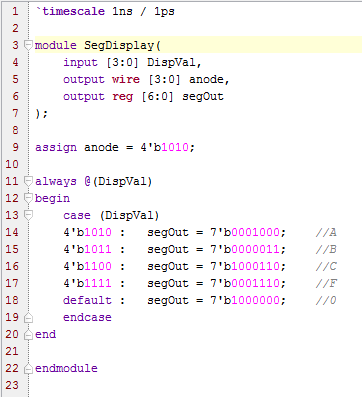 1 `timescale 1ns / 1ps
2
3 module SegDisplay(
4 input [3:0] DispVal,
5 output wire [3:0] anode,
6 output reg [6:0] segOut
7 );
8
9 assign anode = 4'b1010;
10
11 always @(DispVal)
12 begin
13 case (DispVal)
14 4'b1010 : segOut = 7'b0001000; //A
15 4'b1011 : segOut = 7'b0000011; //B
16 4'b1100 : segOut = 7'b1000110; //C
17 4'b1111 : segOut = 7'b0001110; //F
18 default : segOut = 7'b1000000; //0
19 endcase
20 end
21
22 endmodule
23